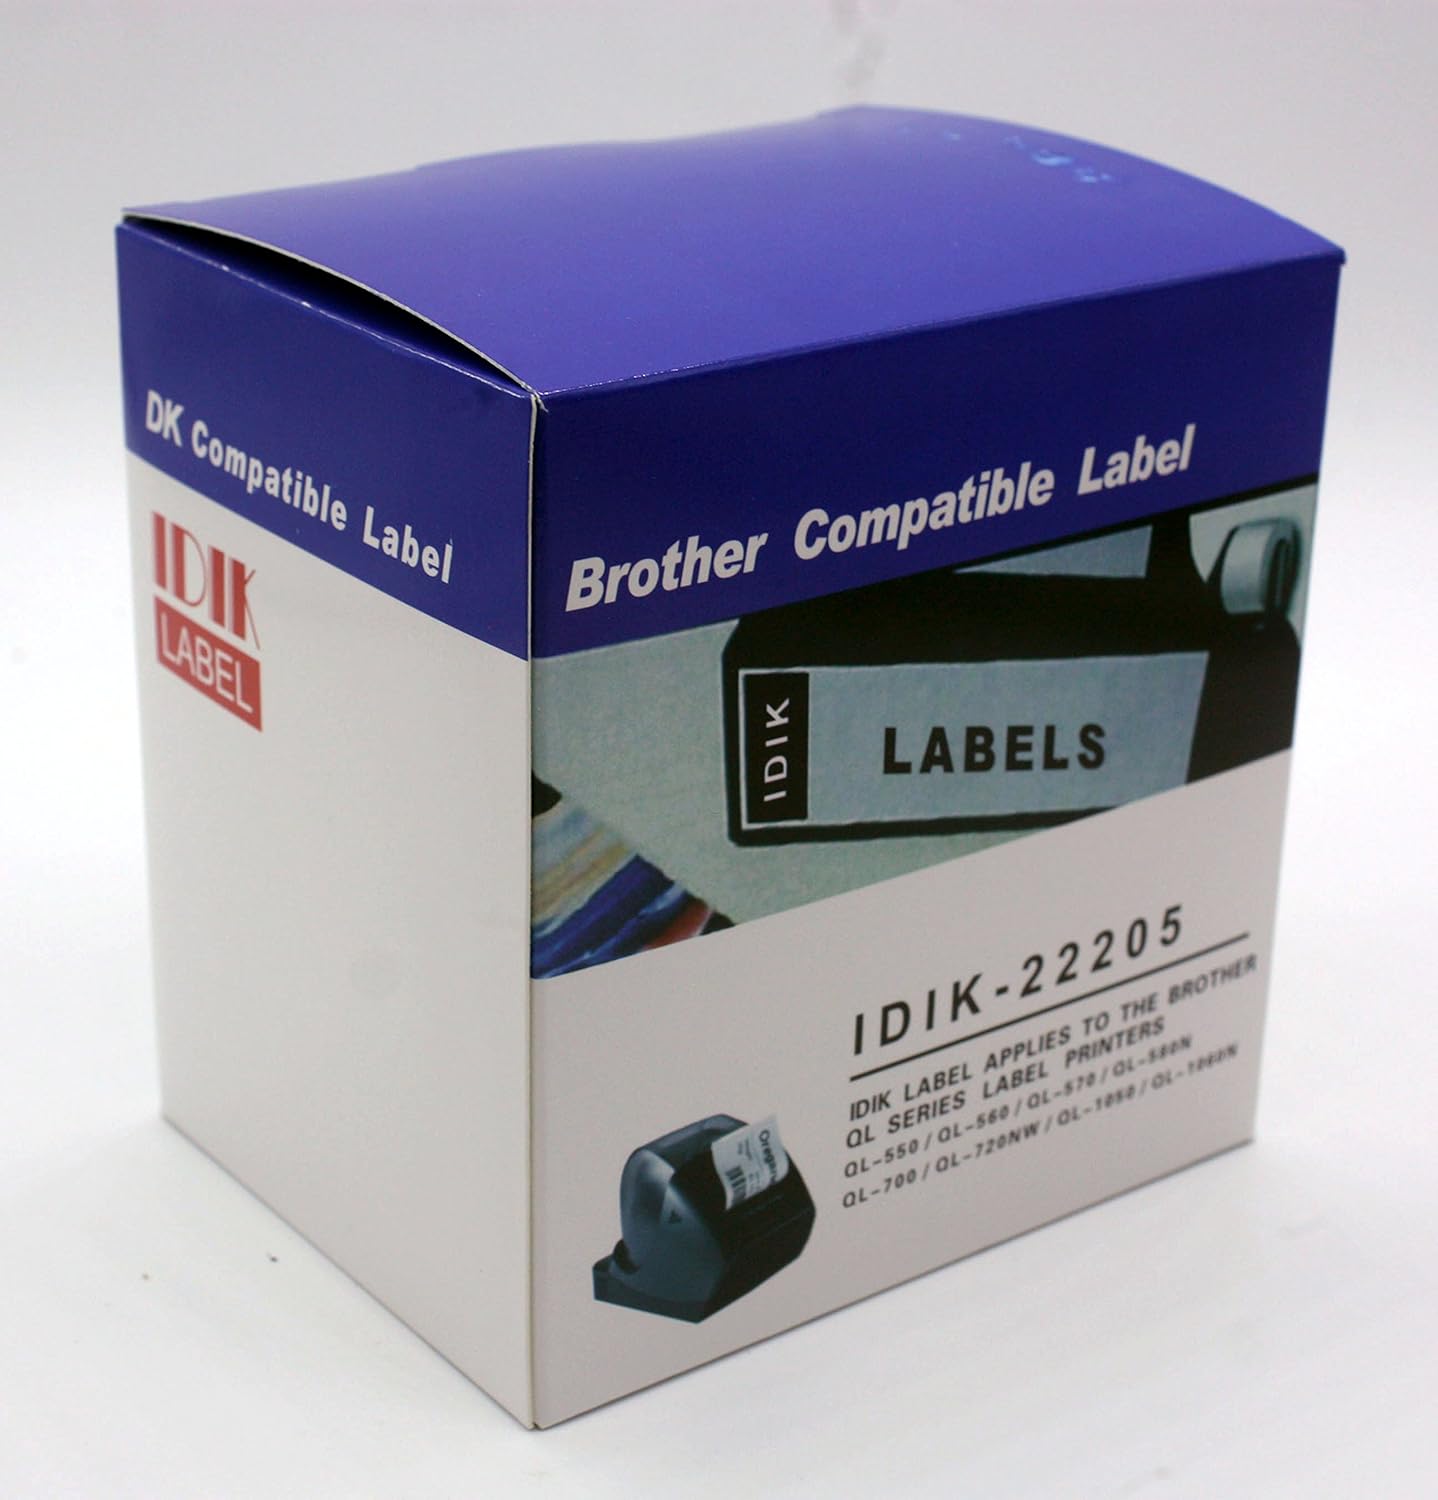 DK Compatible Label
IDIK
LABEL
Brother Compatible Label
IDIK
LABELS
IDIK-22205
IDIK LABEL APPLIES TO THE BROTHER
QL SERIES LABEL PRINTERS
QL-550 / QL-560 / QL-570 / QL-580N
QL-700 / QL-720NW / QL-1050 / QL-1060N